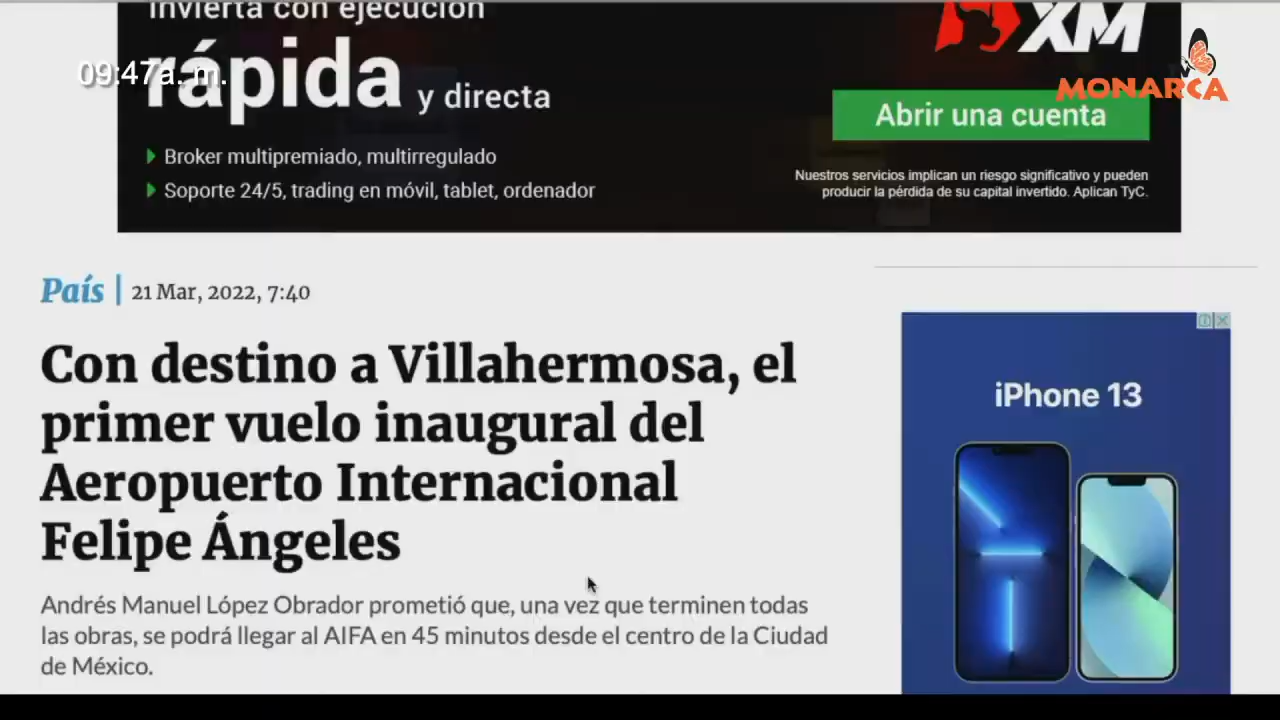 invierta con ejecución
rápida y directa
Broker multipremiado, multirregulado
Soporte 24/5, trading en móvil, tablet, ordenador
XM
Abrir una cuenta
Nuestros servicios implican un riesgo significativo y pueden
producir la pérdida de su capital invertido. Aplican TyC.
09:47a. m.
MONARCA
País | 21 Mar, 2022, 7:40
Con destino a Villahermosa, el
primer vuelo inaugural del
Aeropuerto Internacional
Felipe Ángeles
Andrés Manuel López Obrador prometió que, una vez que terminen todas
las obras, se podrá llegar al AIFA en 45 minutos desde el centro de la Ciudad
de México.
iPhone 13